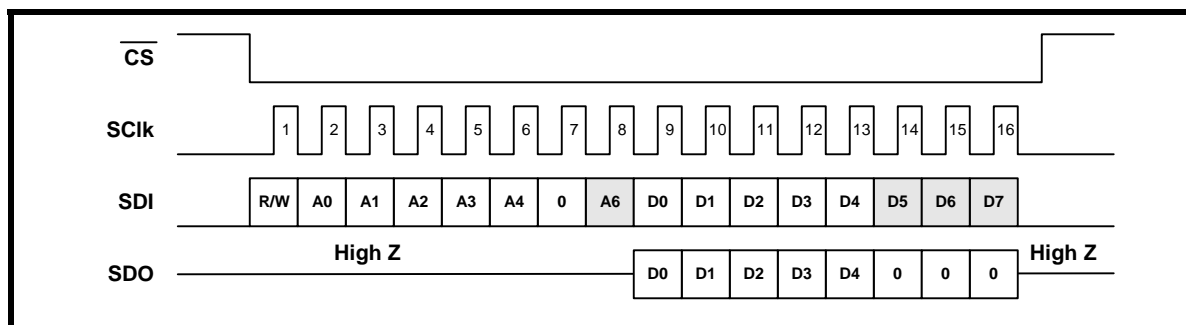 CS
SClk 1 2 3 4 5 6 7 8 9 10 11 12 13 14 15 16
SDI R/W A0 A1 A2 A3 A4 0 A6 D0 D1 D2 D3 D4 D5 D6 D7
High Z High Z
SDO D0 D1 D2 D3 D4 0 0 0